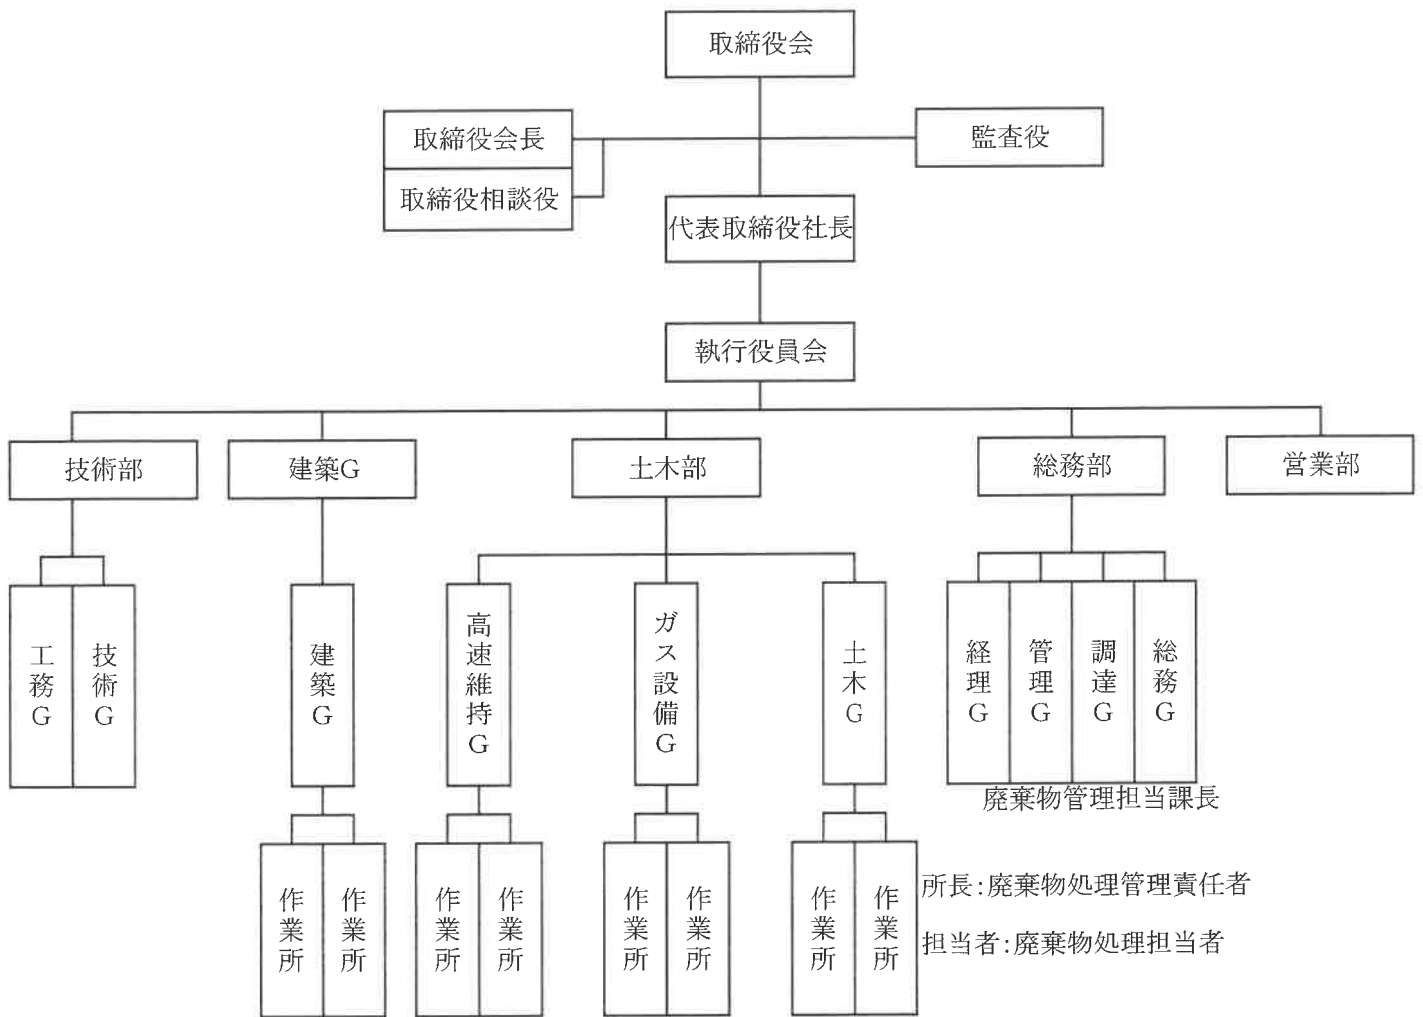 取締役会
取締役会長
監査役
取締役相談役
代表取締役社長
執行役員会
技術部
建築G
土木部
総務部
営業部
工務G
技術G
建築G
高速維持G
ガス設備G
土木G
経理G
管理G
調達G
総務G
廃棄物管理担当課長
作業所
作業所
作業所
作業所
作業所
作業所
作業所
作業所
所長:廃棄物処理管理責任者
担当者:廃棄物処理担当者